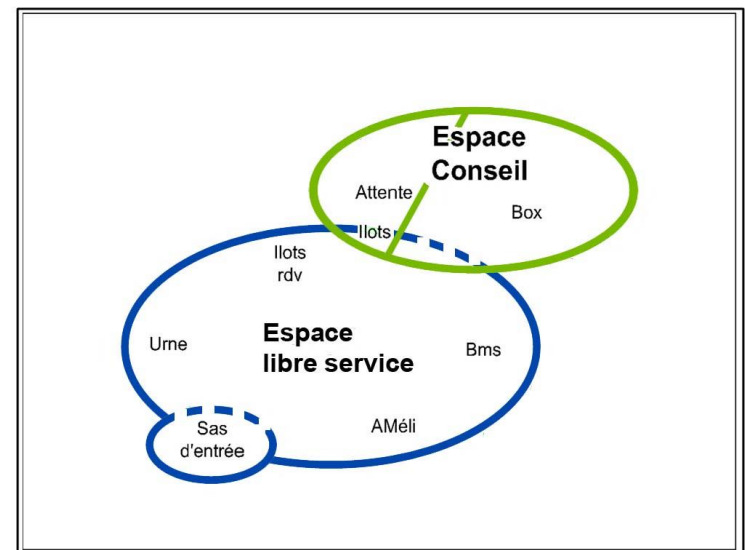 Espace
Conseil
Attente
Box
Ilots
Ilots
rdv
Urne
Espace
libre service
Bms
AMéli
Sas
d'entrée